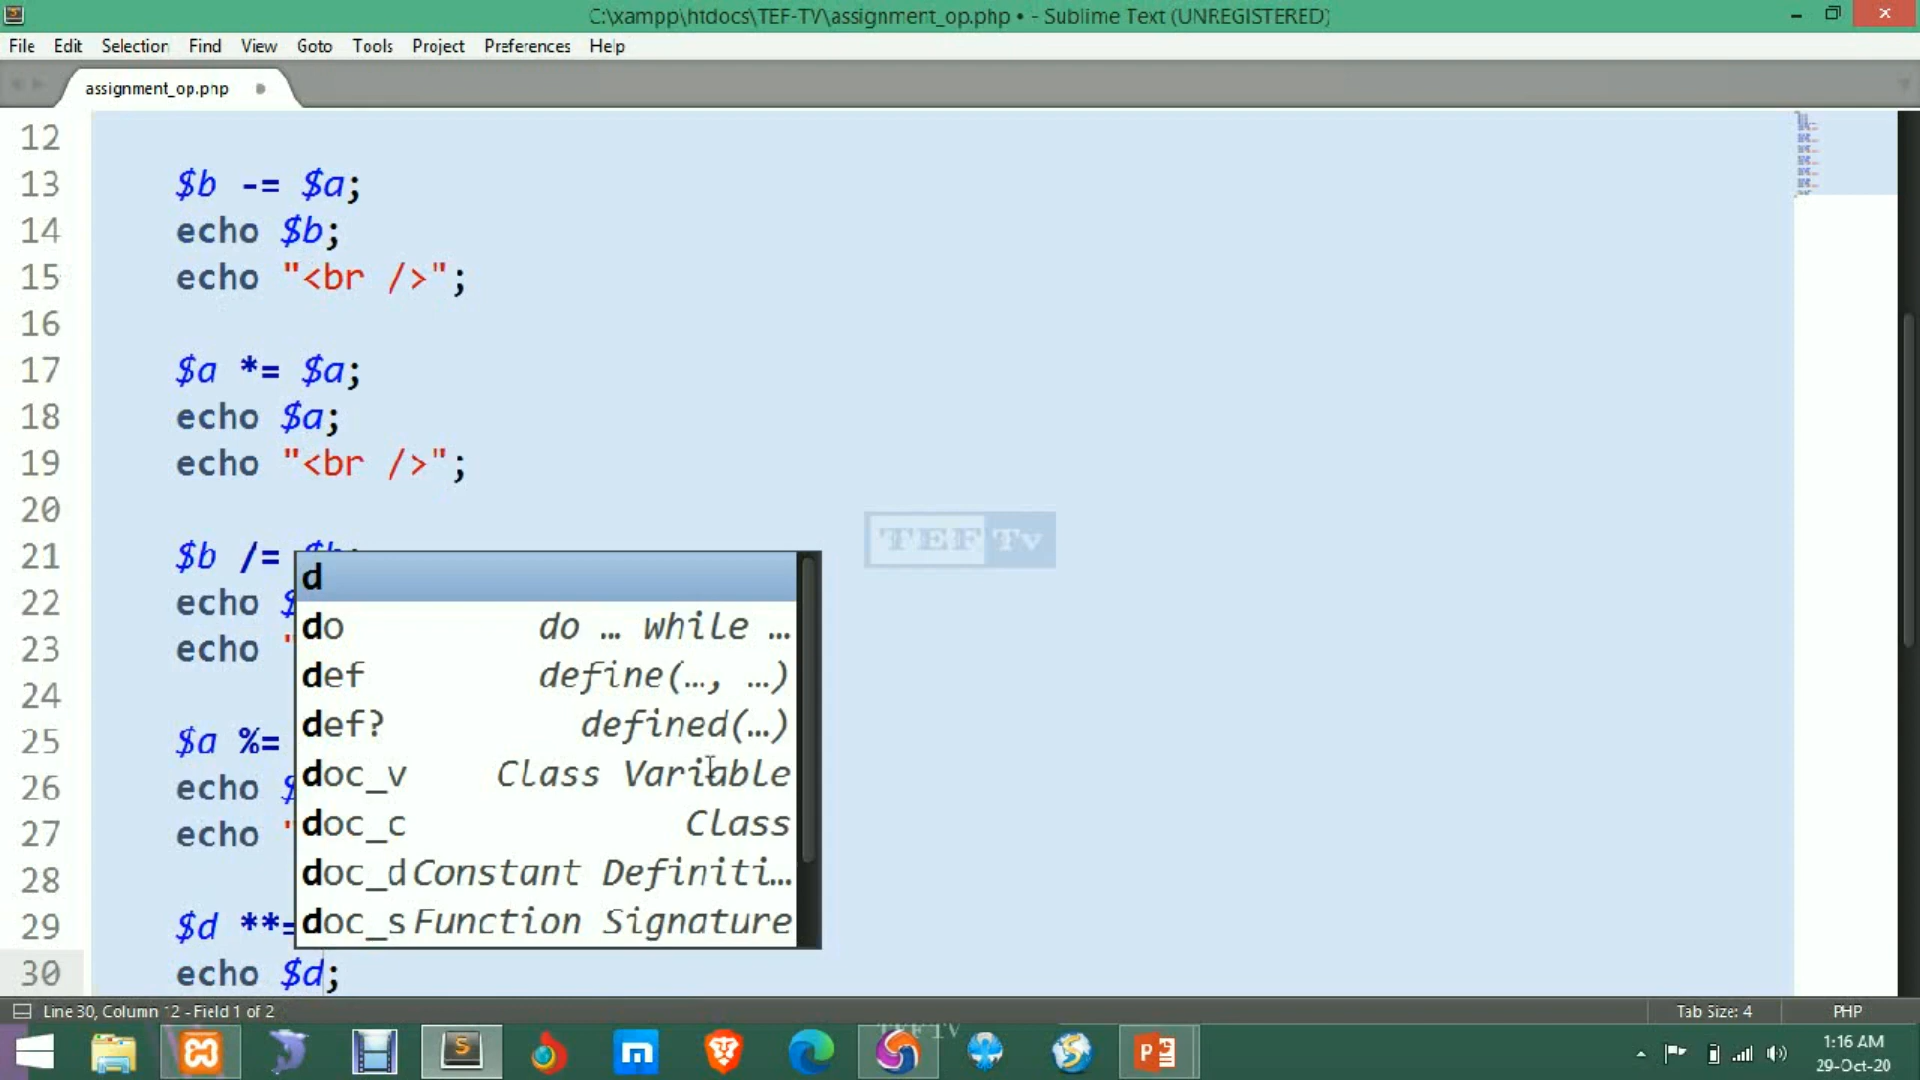 C:\xampp\htdocs\TEF-TV\assignment_op.php • - Sublime Text (UNREGISTERED)
File Edit Selection Find View Goto Tools Project Preferences Help
assignment_op.php
12
13 $b -= $a;
14 echo $b;
15 echo "<br />";
16
17 $a *= $a;
18 echo $a;
19 echo "<br />";
20
21 $b /= $b;
22 echo $
23 echo "
24
25 $a %=
26 echo $
27 echo "
28
29 $d **=
30 echo $d;
d
do do … while …
def define(…, …)
def? defined(…)
doc_v Class Variable
doc_c Class
doc_d Constant Definiti…
doc_s Function Signature
TEF Tv
Line 30, Column 12 - Field 1 of 2 Tab Size: 4 PHP
TEF TV
1:16 AM
29-Oct-20